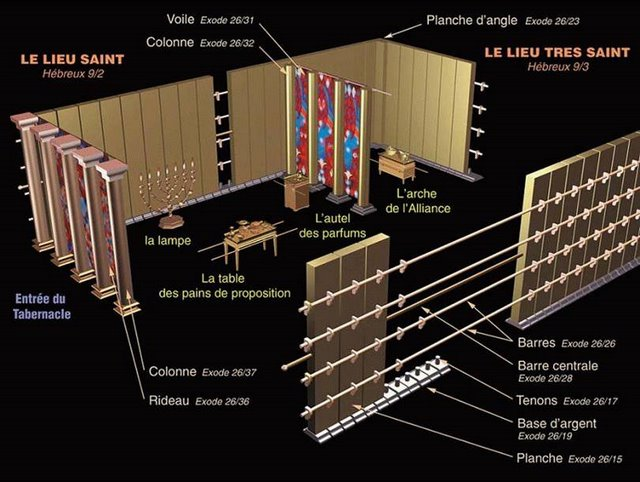 Voile Exode 26/31
Planche d'angle Exode 26/23
Colonne Exode 26/32
LE LIEU SAINT
Hébreux 9/2
LE LIEU TRES SAINT
Hébreux 9/3
L'arche
de l'Alliance
L'autel
des parfums
la lampe
La table
des pains de proposition
Entrée du
Tabernacle
Barres Exode 26/26
Barre centrale
Exode 26/28
Colonne Exode 26/37
Rideau Exode 26/36
Tenons Exode 26/17
Base d'argent
Exode 26/19
Planche Exode 26/15